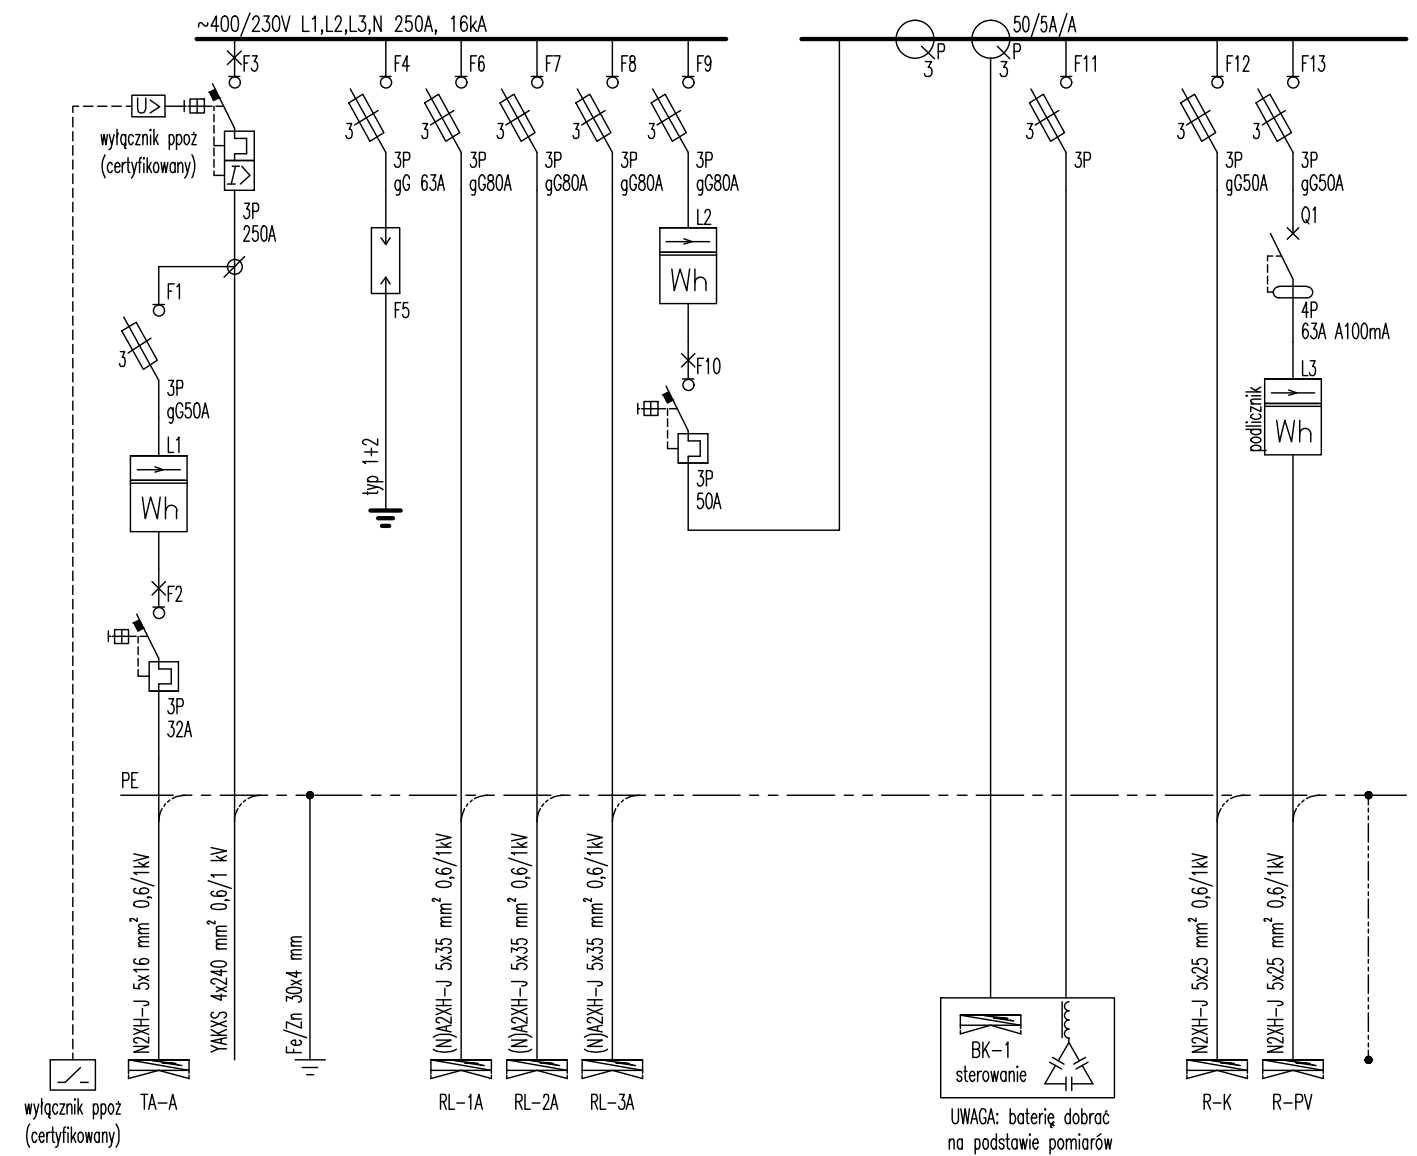 ~400/230V L1,L2,L3,N 250A, 16kA
50/5A/A
F3
F4
F6
F7
F8
F9
P
3
P
3
F11
F12
F13
U>
wyłącznik ppoż
(certyfikowany)
I>
3P
250A
3
3P
gG 63A
3
3P
gG80A
3
3P
gG80A
3
3P
gG80A
3
3P
gG80A
3
3P
3
3P
gG50A
3
3P
gG50A
L2
Wh
Q1
4P
63A A100mA
F1
3
3P
gG50A
F5
typ 1+2
F10
3P
50A
L3
podlicznik
Wh
L1
Wh
F2
3P
32A
PE
N2XH-J 5x16 mm² 0,6/1kV
YAKXS 4x240 mm² 0,6/1 kV
Fe/Zn 30x4 mm
(N)A2XH-J 5x35 mm² 0,6/1kV
(N)A2XH-J 5x35 mm² 0,6/1kV
(N)A2XH-J 5x35 mm² 0,6/1kV
N2XH-J 5x25 mm² 0,6/1kV
N2XH-J 5x25 mm² 0,6/1kV
BK-1
sterowanie
wyłącznik ppoż
(certyfikowany)
TA-A
RL-1A
RL-2A
RL-3A
UWAGA: baterię dobrać
na podstawie pomiarów
R-K
R-PV